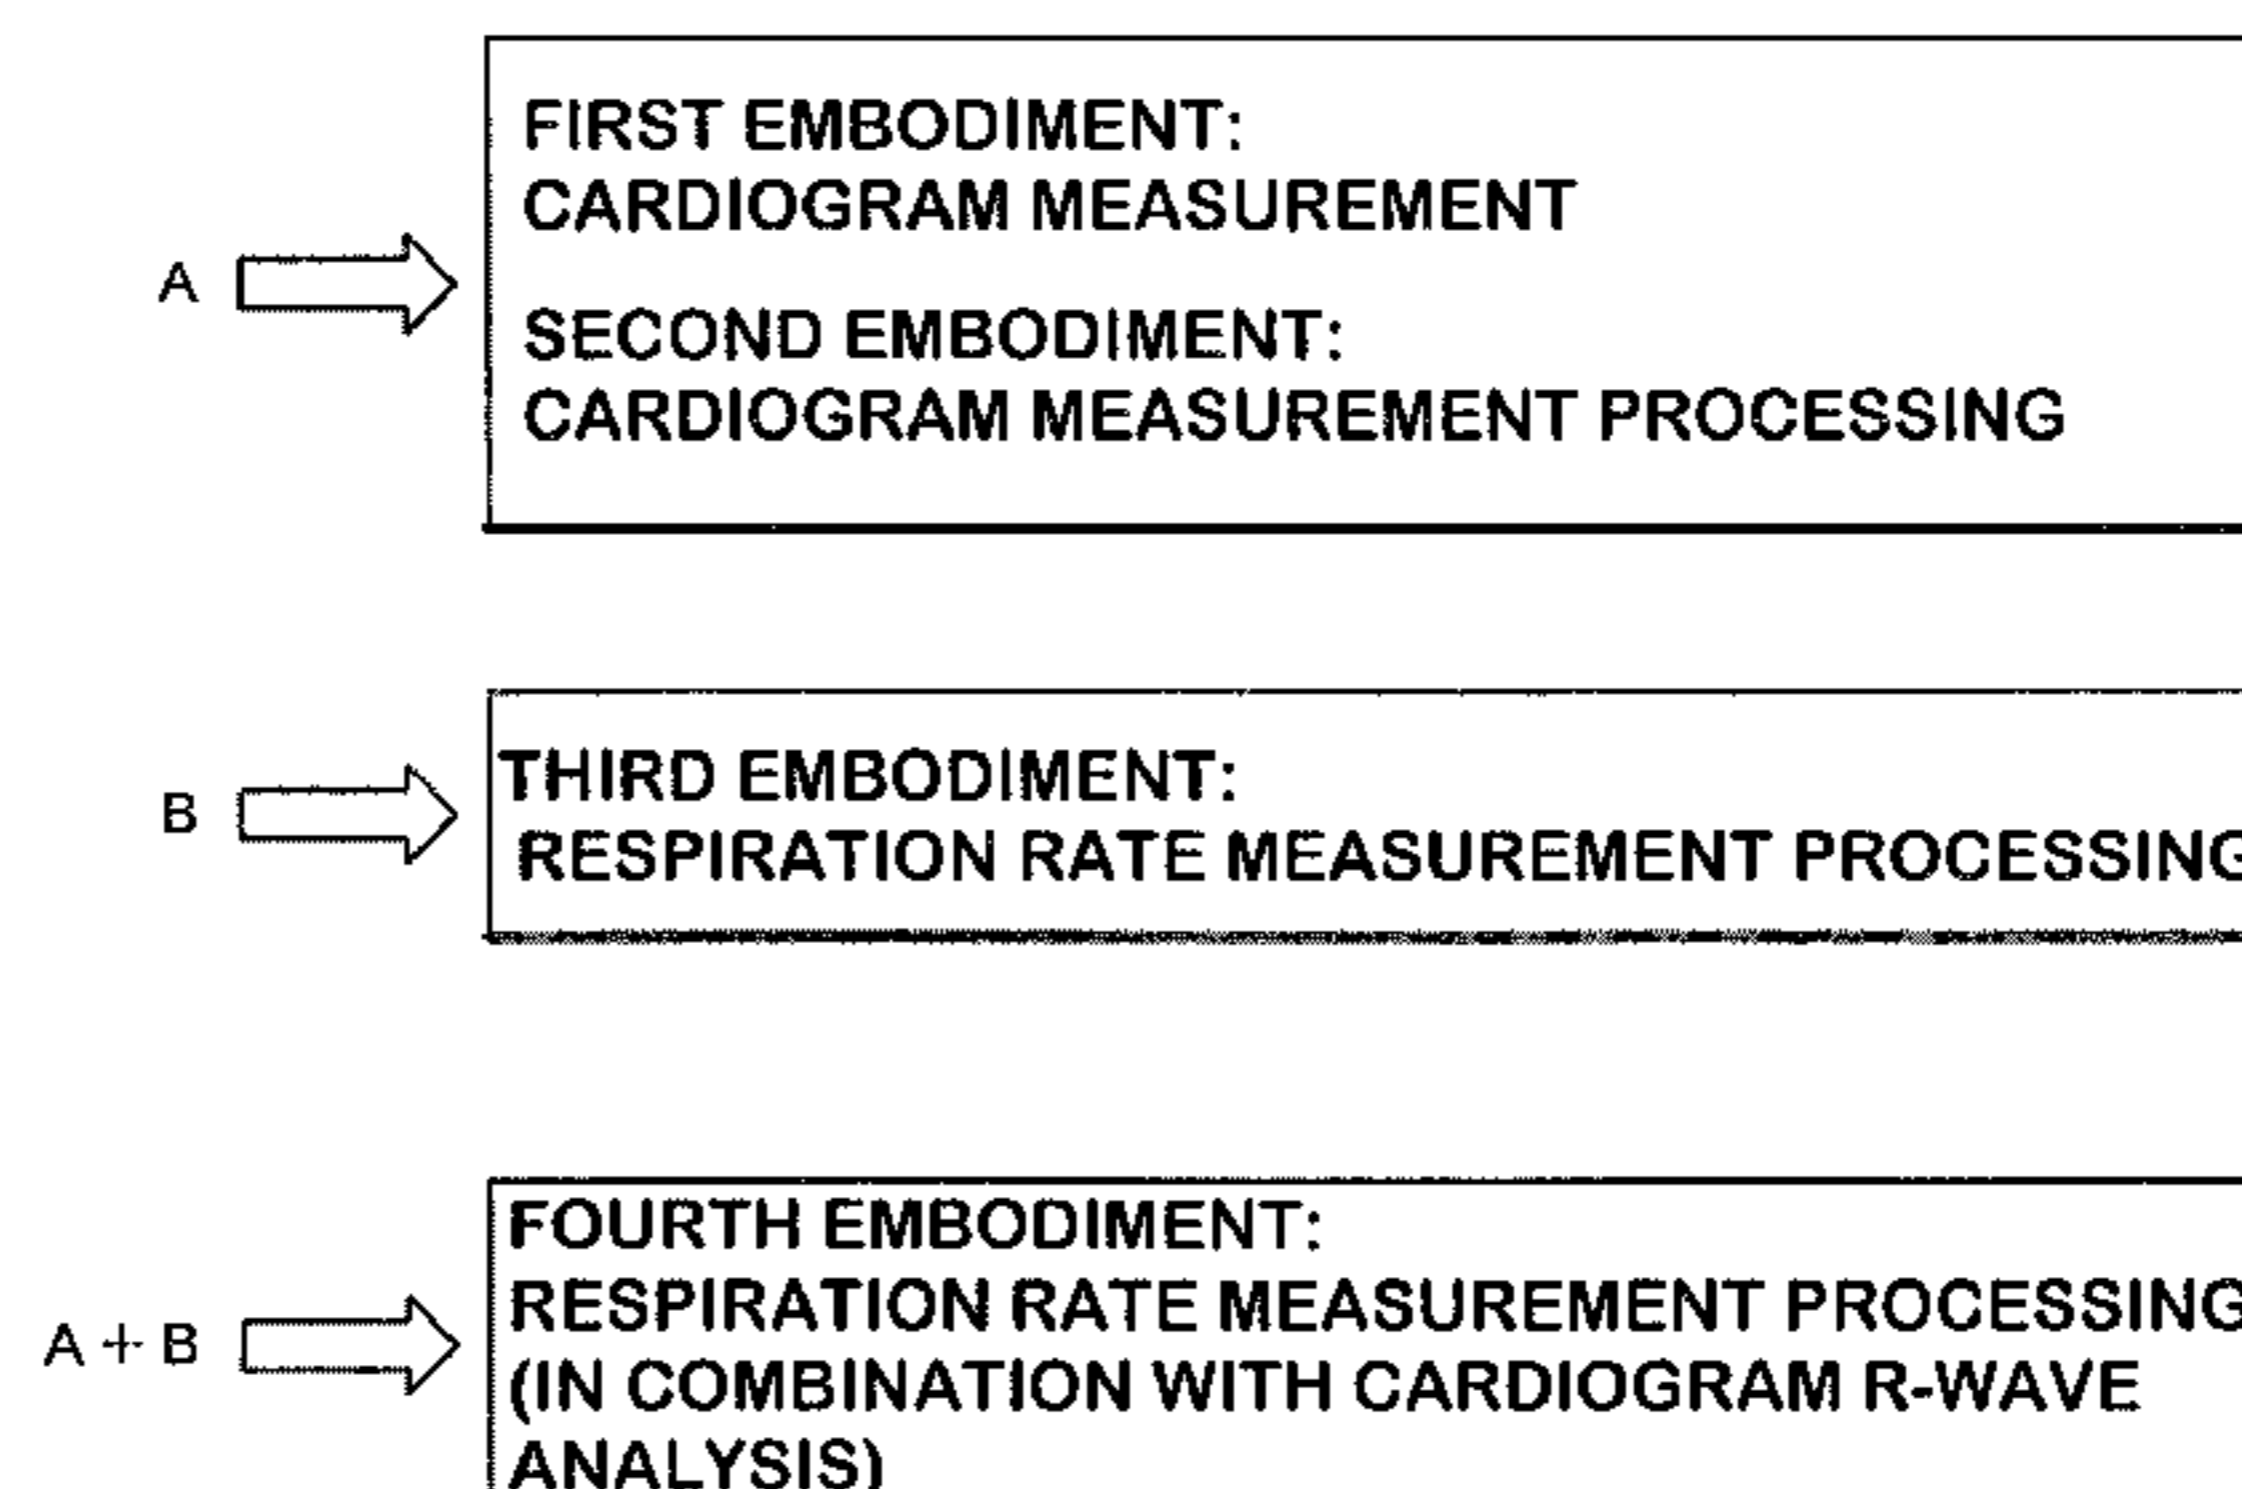 FIRST EMBODIMENT:
CARDIOGRAM MEASUREMENT
A
SECOND EMBODIMENT:
CARDIOGRAM MEASUREMENT PROCESSING
THIRD EMBODIMENT:
B
RESPIRATION RATE MEASUREMENT PROCESSING
FOURTH EMBODIMENT:
RESPIRATION RATE MEASUREMENT PROCESSING
A + B
(IN COMBINATION WITH CARDIOGRAM R-WAVE
ANALYSIS)